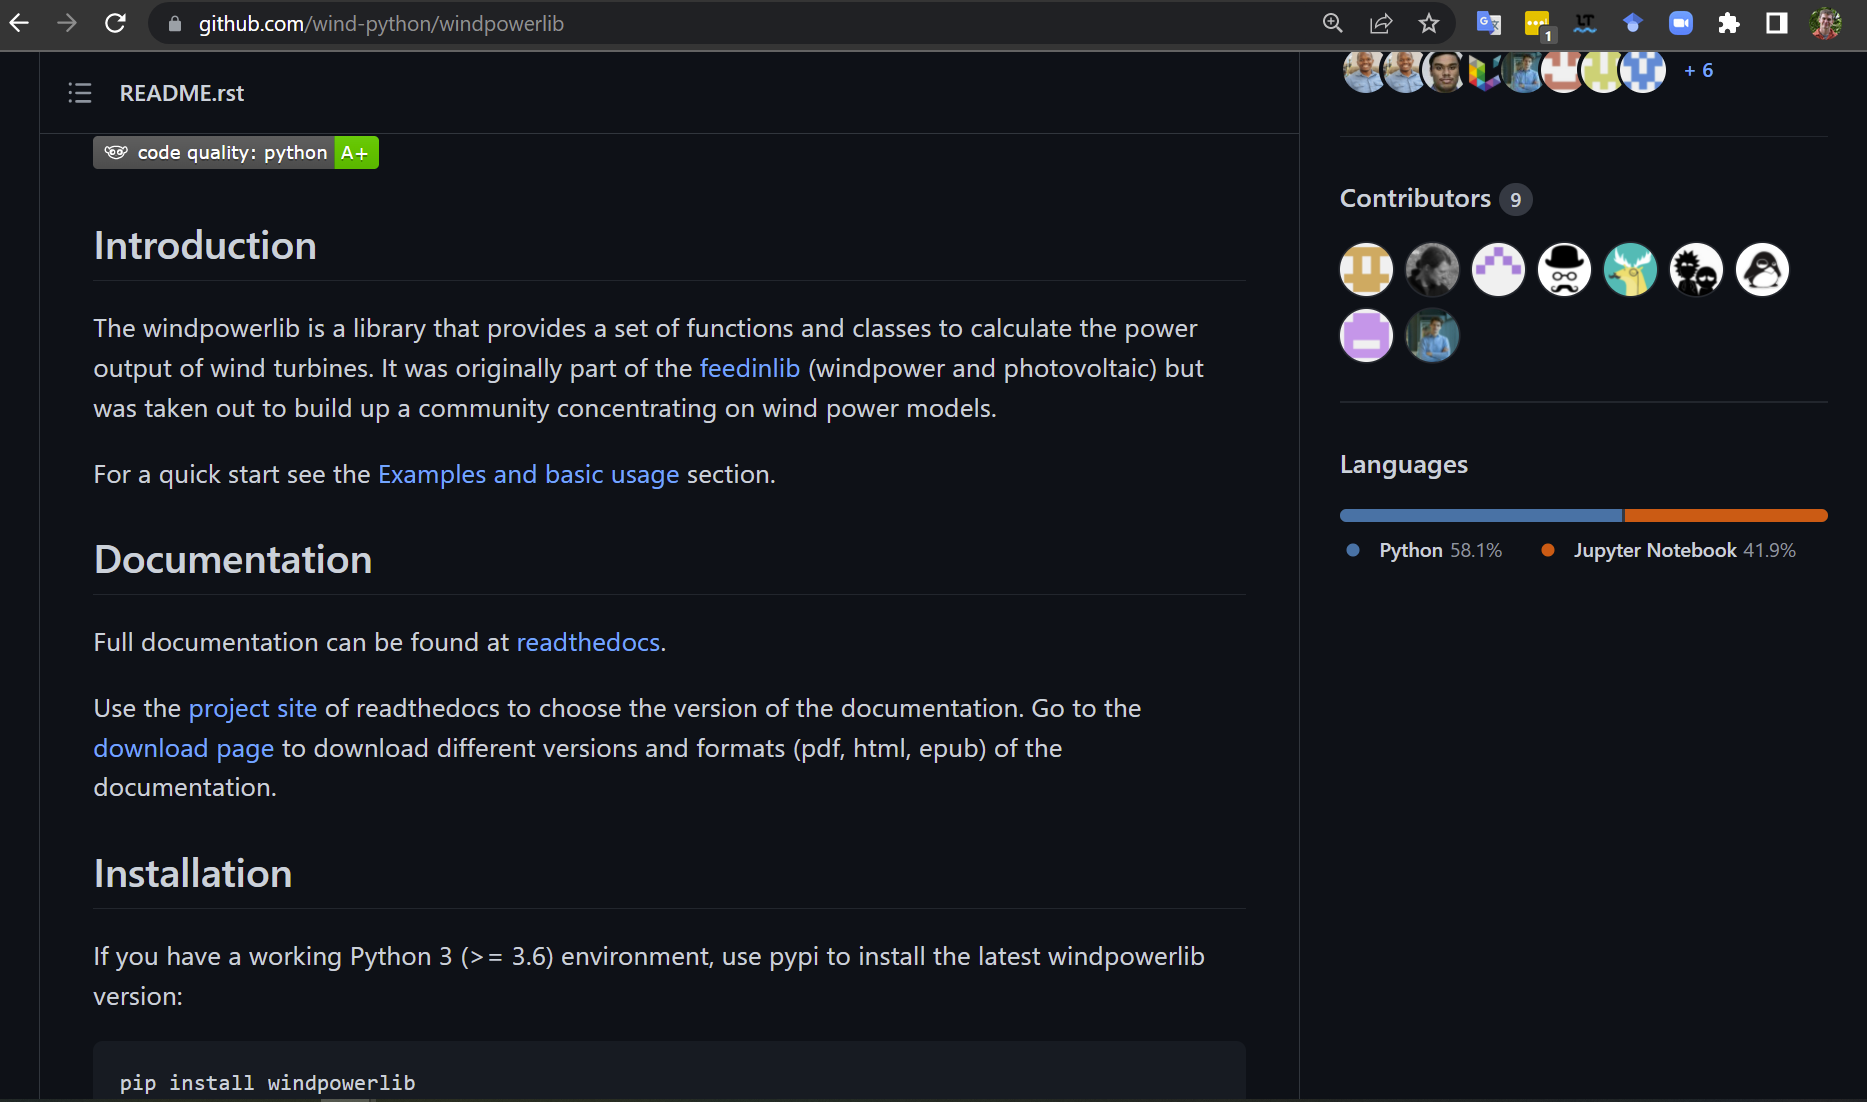 github.com/wind-python/windpowerlib
1
README.rst
+ 6
code quality: python A+
Introduction
The windpowerlib is a library that provides a set of functions and classes to calculate the power
output of wind turbines. It was originally part of the feedinlib (windpower and photovoltaic) but
was taken out to build up a community concentrating on wind power models.
For a quick start see the Examples and basic usage section.
Documentation
Full documentation can be found at readthedocs.
Use the project site of readthedocs to choose the version of the documentation. Go to the
download page to download different versions and formats (pdf, html, epub) of the
documentation.
Installation
If you have a working Python 3 (>= 3.6) environment, use pypi to install the latest windpowerlib
version:
pip install windpowerlib
Contributors 9
Languages
Python 58.1% Jupyter Notebook 41.9%